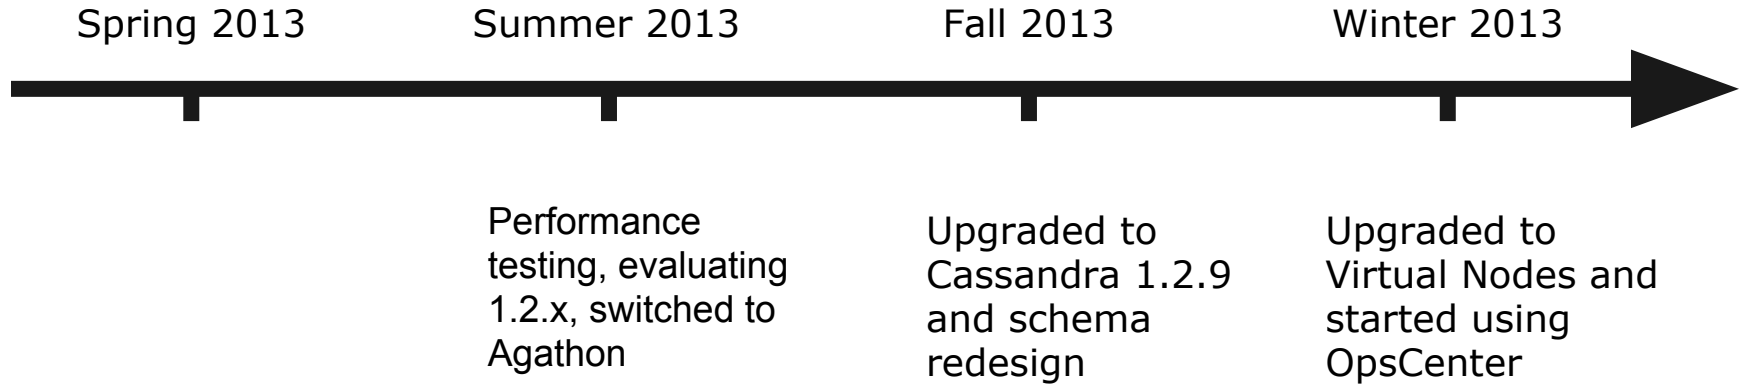 Spring 2013
Summer 2013
Fall 2013
Winter 2013
Performance
testing, evaluating
1.2.x, switched to
Agathon
Upgraded to
Cassandra 1.2.9
and schema
redesign
Upgraded to
Virtual Nodes and
started using
OpsCenter